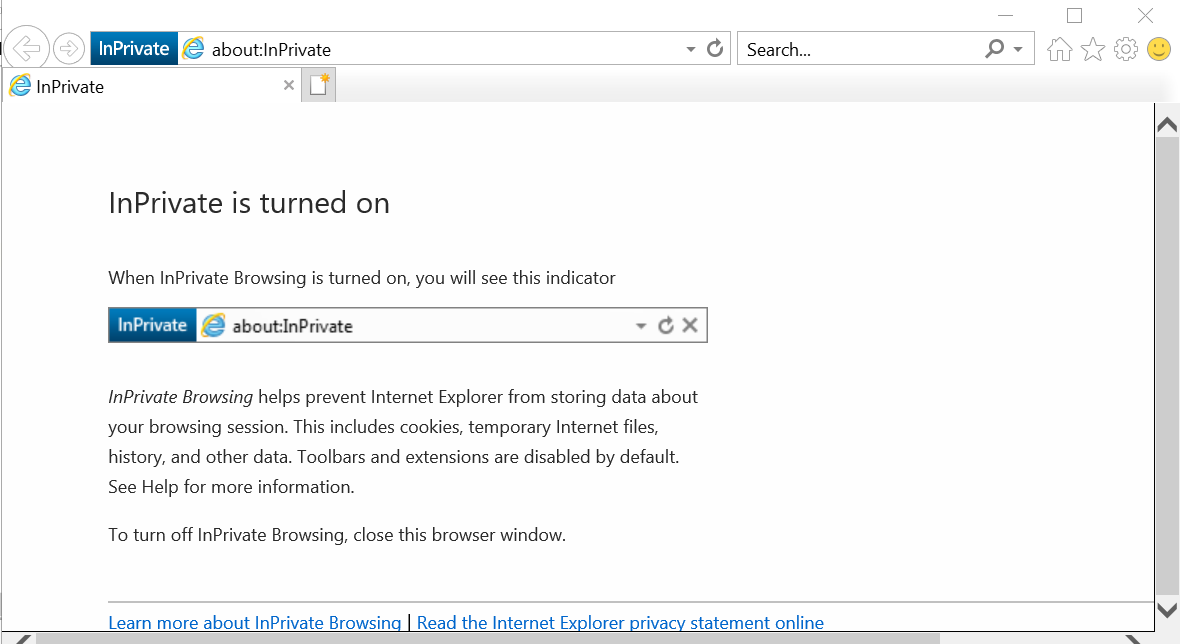 InPrivate about:InPrivate Search...
InPrivate
InPrivate is turned on
When InPrivate Browsing is turned on, you will see this indicator
InPrivate about:InPrivate
InPrivate Browsing helps prevent Internet Explorer from storing data about
your browsing session. This includes cookies, temporary Internet files,
history, and other data. Toolbars and extensions are disabled by default.
See Help for more information.
To turn off InPrivate Browsing, close this browser window.
Learn more about InPrivate Browsing | Read the Internet Explorer privacy statement online